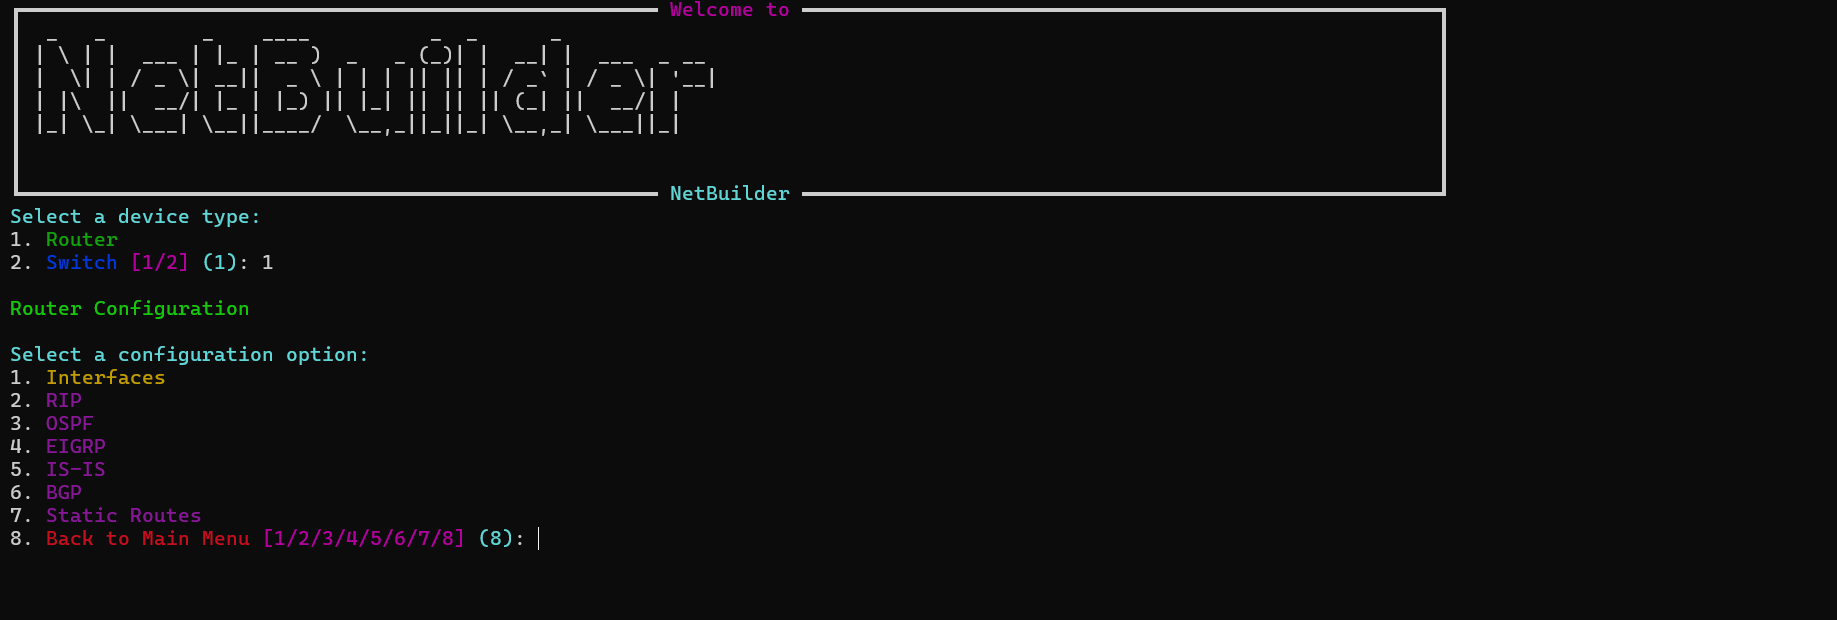 Welcome to
NetBuilder
NetBuilder
Select a device type:
1. Router
2. Switch [1/2] (1): 1
Router Configuration
Select a configuration option:
1. Interfaces
2. RIP
3. OSPF
4. EIGRP
5. IS-IS
6. BGP
7. Static Routes
8. Back to Main Menu [1/2/3/4/5/6/7/8] (8):